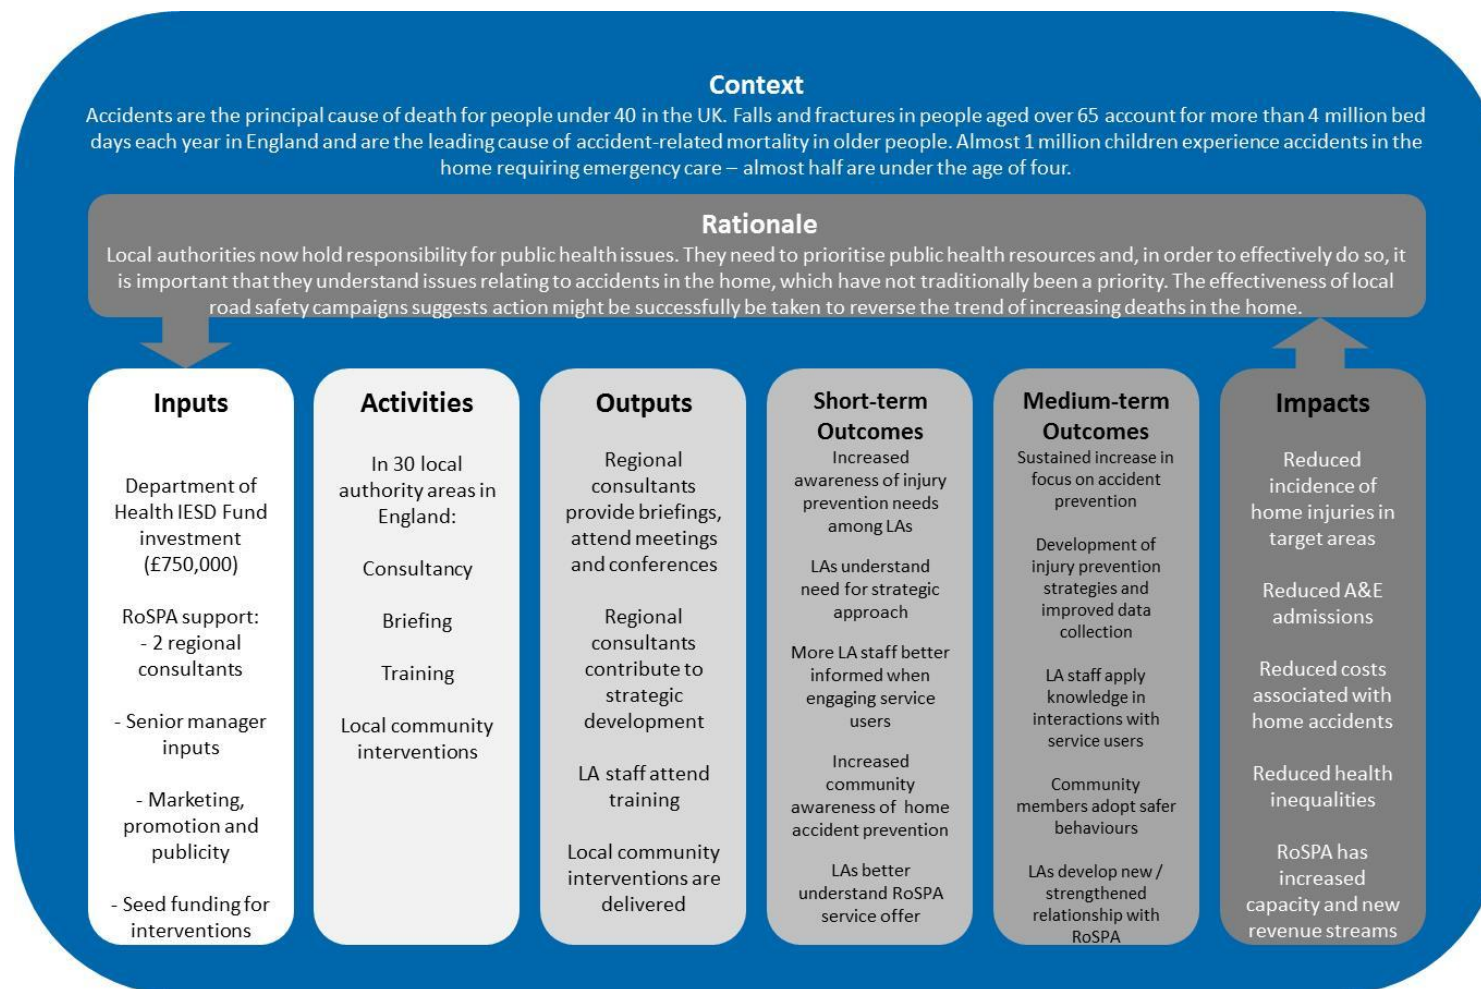 Context
Accidents are the principal cause of death for people under 40 in the UK. Falls and fractures in people aged over 65 account for more than 4 million bed
days each year in England and are the leading cause of accident-related mortality in older people. Almost 1 million children experience accidents in the
home requiring emergency care – almost half are under the age of four.
Rationale
Local authorities now hold responsibility for public health issues. They need to prioritise public health resources and, in order to effectively do so, it
is important that they understand issues relating to accidents in the home, which have not traditionally been a priority. The effectiveness of local
road safety campaigns suggests action might be successfully be taken to reverse the trend of increasing deaths in the home.
Inputs
Department of
Health IESD Fund
investment
(£750,000)
RoSPA support:
- 2 regional
consultants
- Senior manager
inputs
- Marketing,
promotion and
publicity
- Seed funding for
interventions
Activities
In 30 local
authority areas in
England:
Consultancy
Briefing
Training
Local community
interventions
Outputs
Regional
consultants
provide briefings,
attend meetings
and conferences
Regional
consultants
contribute to
strategic
development
LA staff attend
training
Local community
interventions are
delivered
Short-term
Outcomes
Increased
awareness of injury
prevention needs
among LAs
LAs understand
need for strategic
approach
More LA staff better
informed when
engaging service
users
Increased
community
awareness of home
accident prevention
LAs better
understand RoSPA
service offer
Medium-term
Outcomes
Sustained increase in
focus on accident
prevention
Development of
injury prevention
strategies and
improved data
collection
LA staff apply
knowledge in
interactions with
service users
Community
members adopt safer
behaviours
LAs develop new /
strengthened
relationship with
RoSPA
Impacts
Reduced
incidence of
home injuries in
target areas
Reduced A&E
admissions
Reduced costs
associated with
home accidents
Reduced health
inequalities
RoSPA has
increased
capacity and new
revenue streams